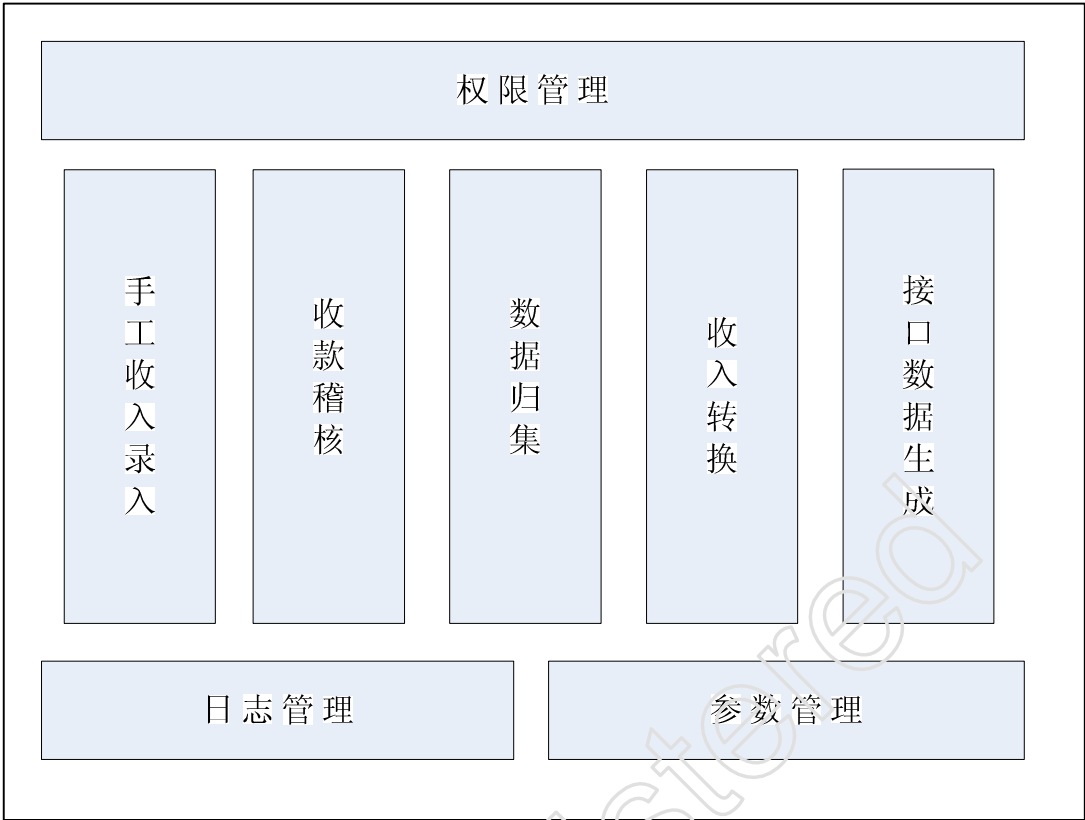 权限管理
手工收入录入
收款稽核
数据归集
收入转换
接口数据生成
日志管理
参数管理
istered